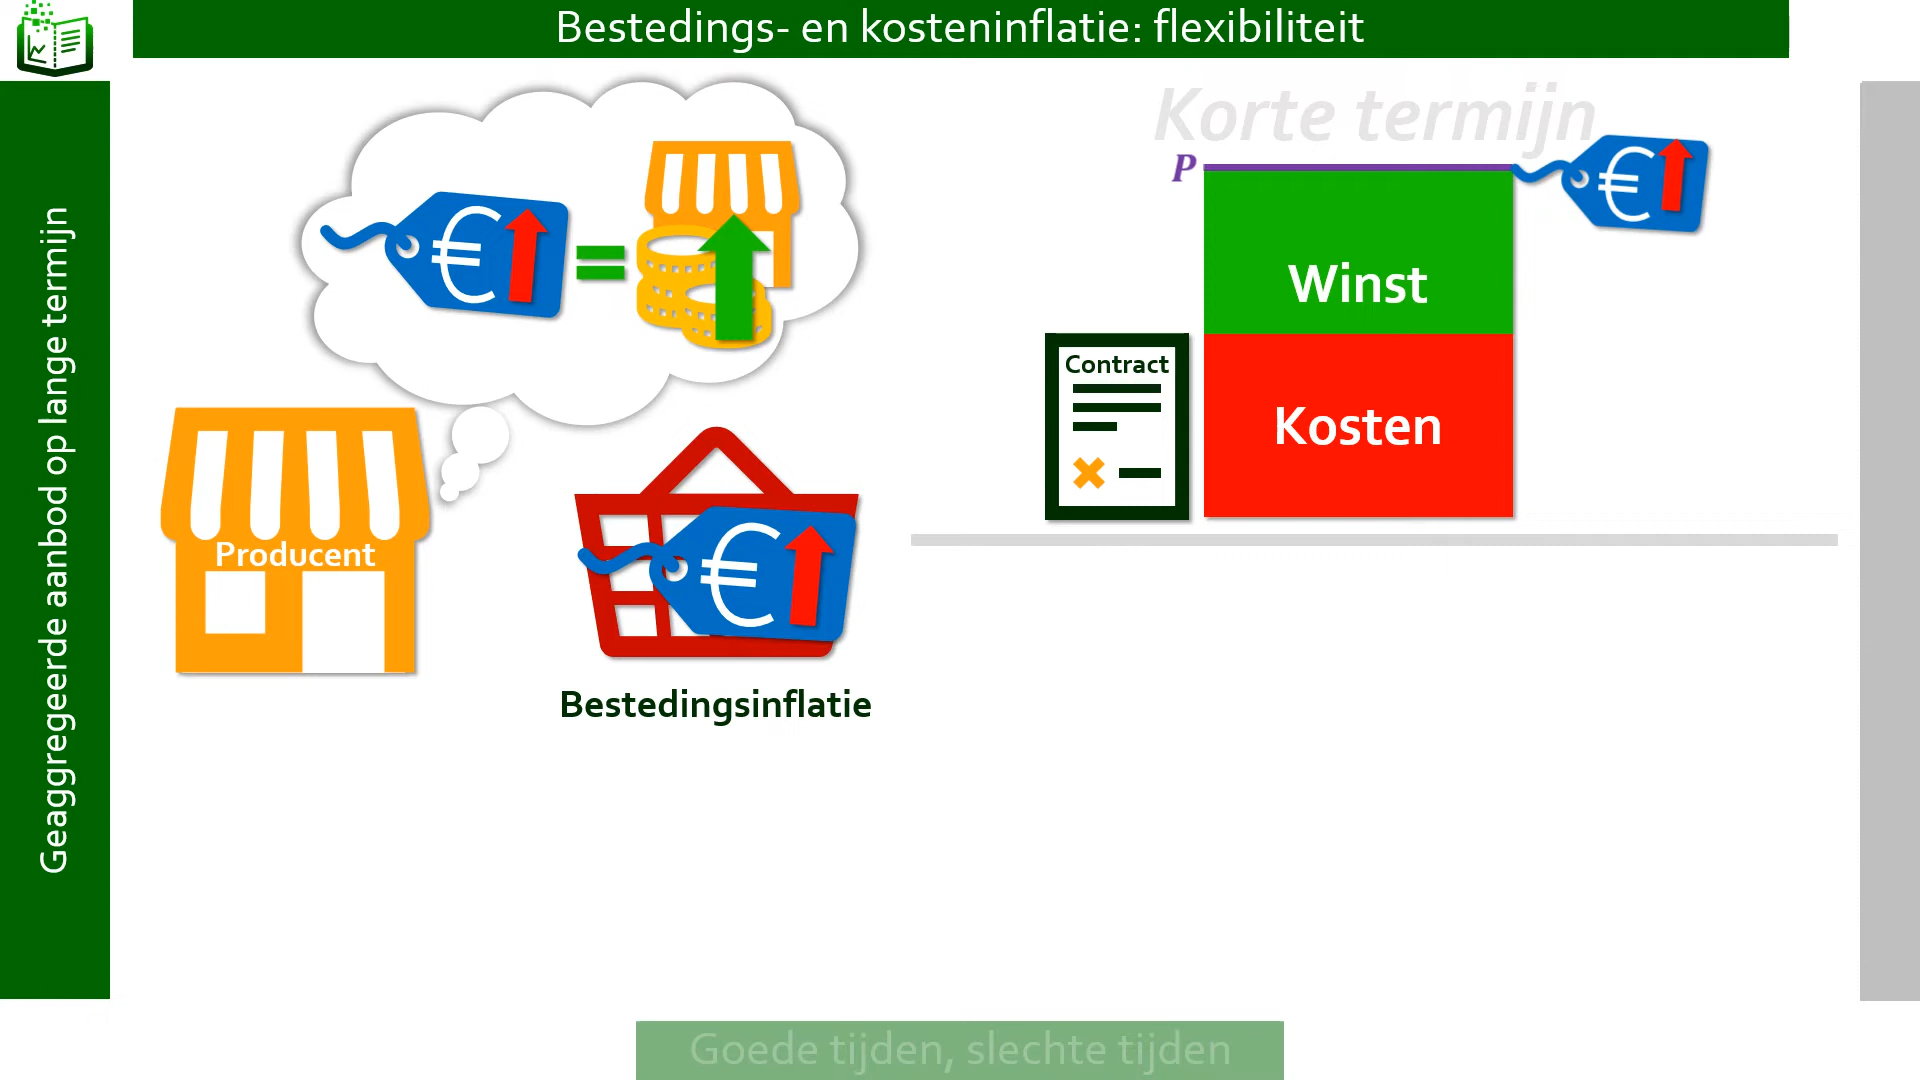 Bestedings- en kosteninflatie: flexibiliteit
Geaggregeerde aanbod op lange termijn
Korte termijn
P
€
€
Winst
Contract
Kosten
Producent
€
Bestedingsinflatie
Goede tijden, slechte tijden